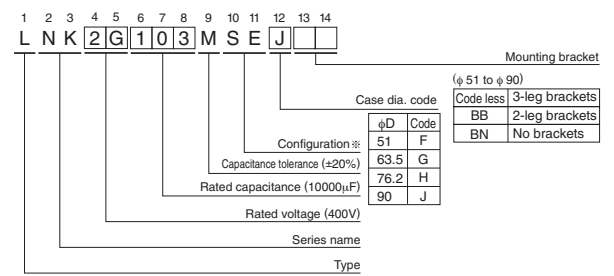 1 2 3 4 5 6 7 8 9 10 11 12 13 14
L N K 2 G 1 0 3 M S E J
Mounting bracket
(φ 51 to φ 90)
Code less 3-leg brackets
BB 2-leg brackets
BN No brackets
Case dia. code
φD Code
51 F
63.5 G
76.2 H
90 J
Configuration ※
Capacitance tolerance (±20%)
Rated capacitance (10000μF)
Rated voltage (400V)
Series name
Type